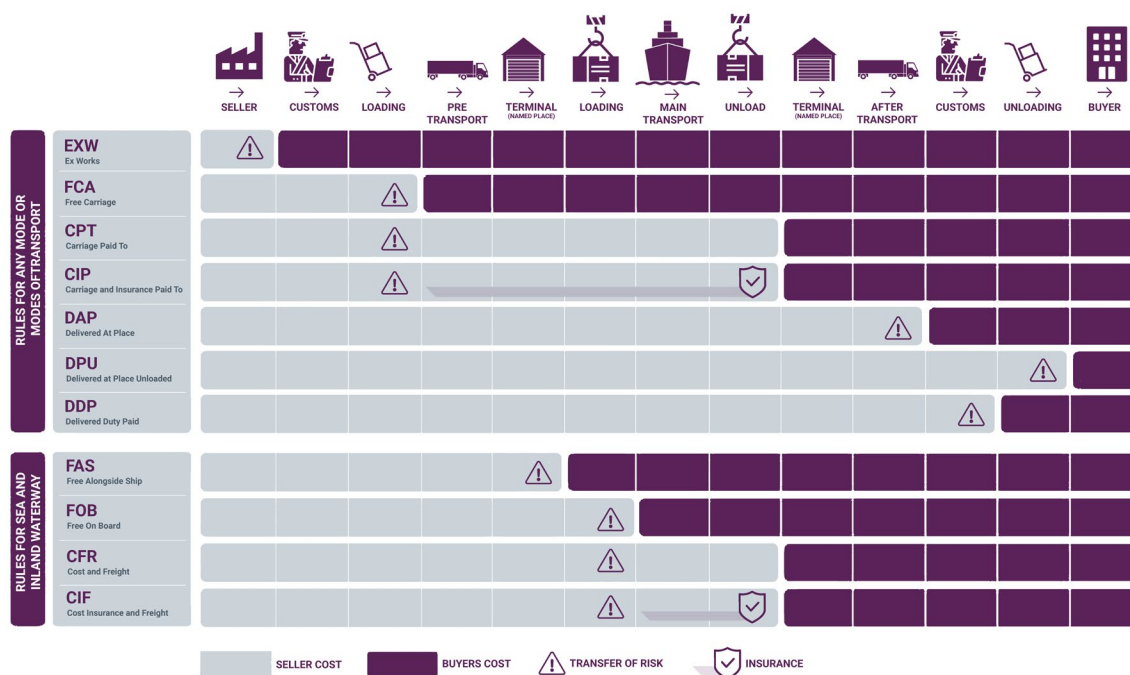 SELLER
CUSTOMS
LOADING
PRE
TRANSPORT
TERMINAL
(NAMED PLACE)
LOADING
MAIN
TRANSPORT
UNLOAD
TERMINAL
(NAMED PLACE)
AFTER
TRANSPORT
CUSTOMS
UNLOADING
BUYER
RULES FOR ANY MODE OR
MODES OFTRANSPORT
EXW
Ex Works
FCA
Free Carriage
CPT
Carriage Paid To
CIP
Carriage and Insurance Paid To
DAP
Delivered At Place
DPU
Delivered at Place Unloaded
DDP
Delivered Duty Paid
RULES FOR SEA AND
INLAND WATERWAY
FAS
Free Alongside Ship
FOB
Free On Board
CFR
Cost and Freight
CIF
Cost Insurance and Freight
SELLER COST
BUYERS COST
TRANSFER OF RISK
INSURANCE